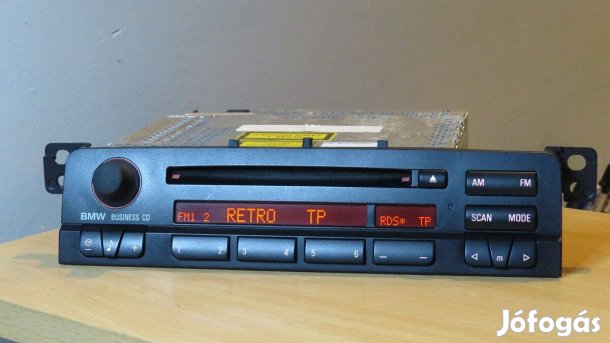 AM FM
BMW BUSINESS CD
FM1 2 RETRO TP RDS* TP
SCAN MODE
- + 2 3 4 5 6 - - m
Jófogás